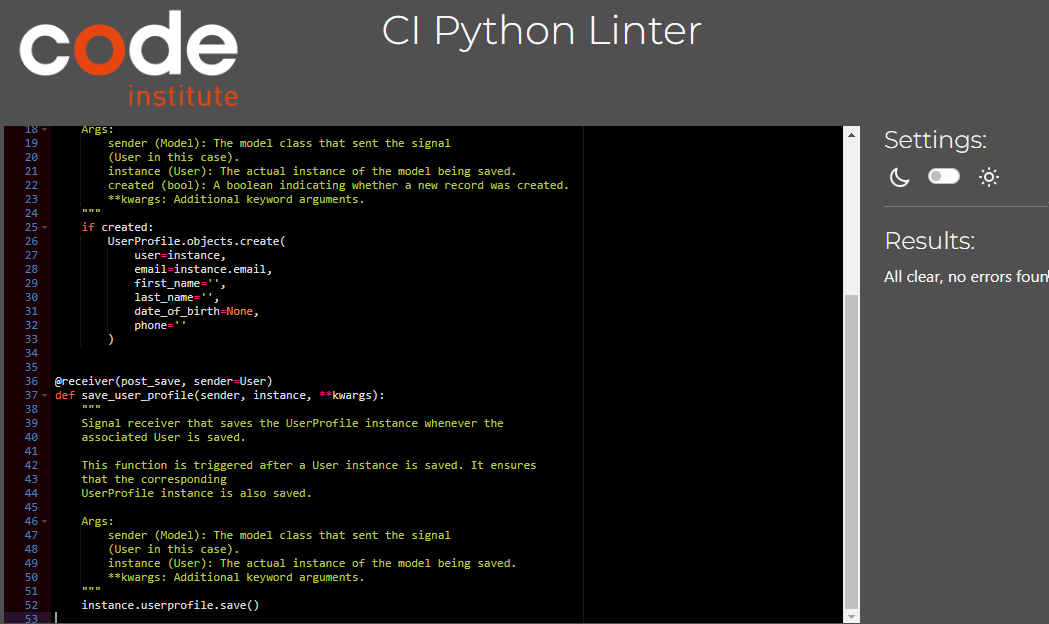 code
institute
CI Python Linter
18 Args:
19 sender (Model): The model class that sent the signal
20 (User in this case).
21 instance (User): The actual instance of the model being saved.
22 created (bool): A boolean indicating whether a new record was created.
23 **kwargs: Additional keyword arguments.
24 """
25 if created:
26 UserProfile.objects.create(
27 user=instance,
28 email=instance.email,
29 first_name='',
30 last_name='',
31 date_of_birth=None,
32 phone=''
33 )
34
35
36 @receiver(post_save, sender=User)
37 def save_user_profile(sender, instance, **kwargs):
38 """
39 Signal receiver that saves the UserProfile instance whenever the
40 associated User is saved.
41
42 This function is triggered after a User instance is saved. It ensures
43 that the corresponding
44 UserProfile instance is also saved.
45
46 Args:
47 sender (Model): The model class that sent the signal
48 (User in this case).
49 instance (User): The actual instance of the model being saved.
50 **kwargs: Additional keyword arguments.
51 """
52 instance.userprofile.save()
53
Settings:
Results:
All clear, no errors foun